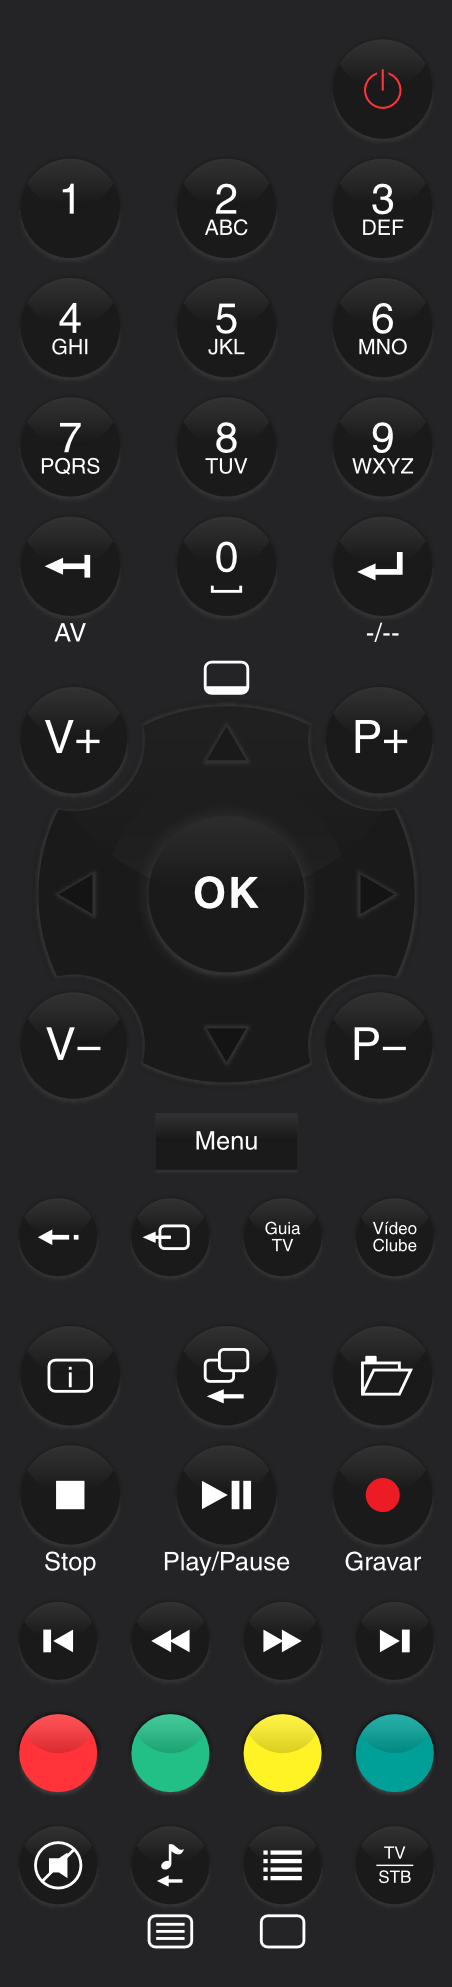 1
2
ABC
3
DEF
4
GHI
5
JKL
6
MNO
7
PQRS
8
TUV
9
WXYZ
0
AV
-/--
V+
P+
OK
V–
P–
Menu
Guia
TV
Vídeo
Clube
i
Stop
Play/Pause
Gravar
TV
STB